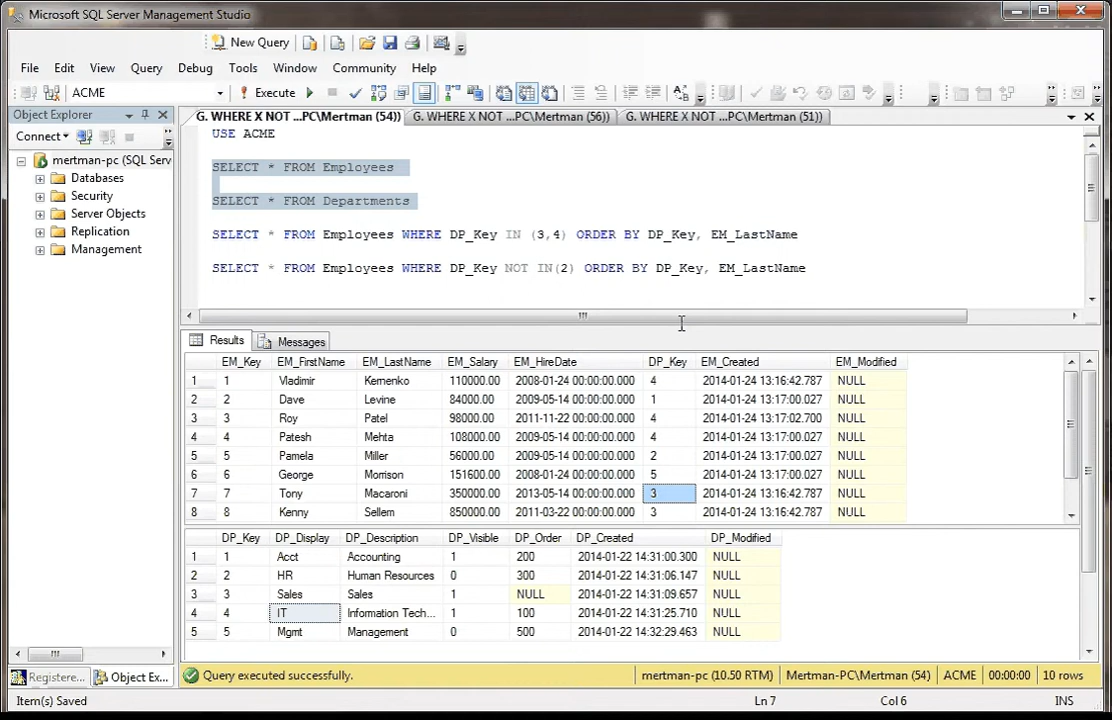 Microsoft SQL Server Management Studio
New Query
File Edit View Query Debug Tools Window Community Help
ACME Execute
Object Explorer
G. WHERE X NOT ...PC\Mertman (54)) G. WHERE X NOT ...PC\Mertman (56)) G. WHERE X NOT ...PC\Mertman (51))
Connect
mertman-pc (SQL Serv
Databases
Security
Server Objects
Replication
Management
USE ACME
SELECT * FROM Employees
SELECT * FROM Departments
SELECT * FROM Employees WHERE DP_Key IN (3,4) ORDER BY DP_Key, EM_LastName
SELECT * FROM Employees WHERE DP_Key NOT IN(2) ORDER BY DP_Key, EM_LastName
Results Messages
EM_Key EM_FirstName EM_LastName EM_Salary EM_HireDate DP_Key EM_Created EM_Modified
1 1 Vladimir Kemenko 110000.00 2008-01-24 00:00:00.000 4 2014-01-24 13:16:42.787 NULL
2 2 Dave Levine 84000.00 2009-05-14 00:00:00.000 1 2014-01-24 13:17:00.027 NULL
3 3 Roy Patel 98000.00 2011-11-22 00:00:00.000 4 2014-01-24 13:17:02.700 NULL
4 4 Patesh Mehta 108000.00 2009-05-14 00:00:00.000 4 2014-01-24 13:17:00.027 NULL
5 5 Pamela Miller 56000.00 2009-05-14 00:00:00.000 2 2014-01-24 13:17:00.027 NULL
6 6 George Morrison 151600.00 2008-01-24 00:00:00.000 5 2014-01-24 13:17:00.027 NULL
7 7 Tony Macaroni 350000.00 2013-05-14 00:00:00.000 3 2014-01-24 13:16:42.787 NULL
8 8 Kenny Sellem 850000.00 2011-03-22 00:00:00.000 3 2014-01-24 13:16:42.787 NULL
DP_Key DP_Display DP_Description DP_Visible DP_Order DP_Created DP_Modified
1 1 Acct Accounting 1 200 2014-01-22 14:31:00.300 NULL
2 2 HR Human Resources 0 300 2014-01-22 14:31:06.147 NULL
3 3 Sales Sales 1 NULL 2014-01-22 14:31:09.657 NULL
4 4 IT Information Tech... 1 100 2014-01-22 14:31:25.710 NULL
5 5 Mgmt Management 0 500 2014-01-22 14:32:29.463 NULL
Registere... Object Ex...
Query executed successfully. mertman-pc (10.50 RTM) Mertman-PC\Mertman (54) ACME 00:00:00 10 rows
Item(s) Saved Ln 7 Col 6 INS